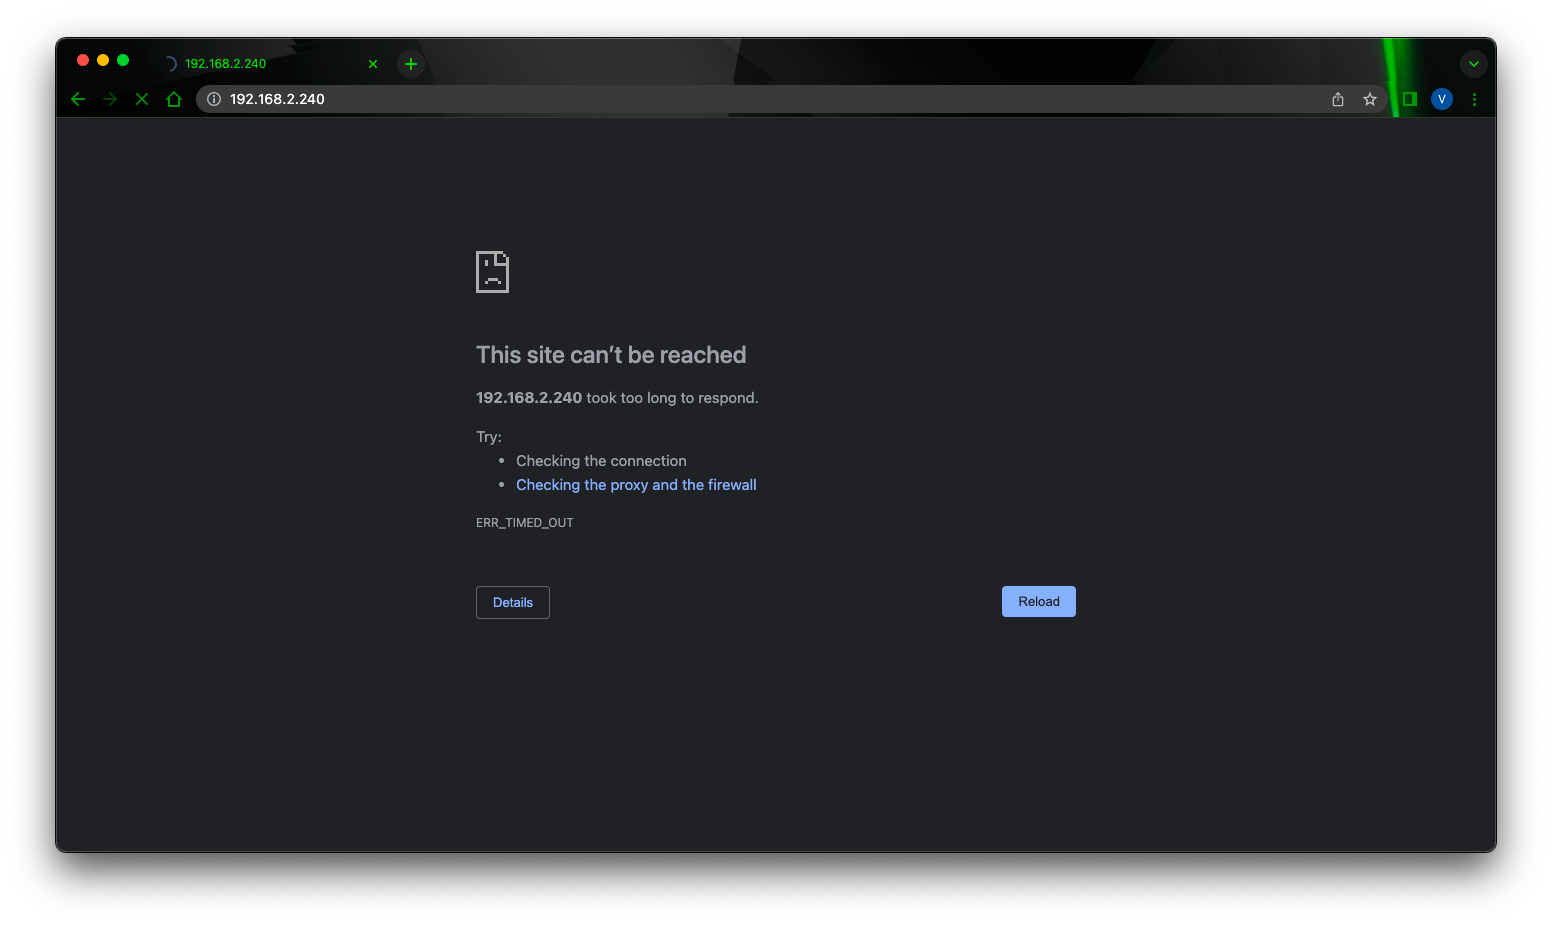 192.168.2.240
192.168.2.240
V
This site can’t be reached
192.168.2.240 took too long to respond.
Try:
• Checking the connection
• Checking the proxy and the firewall
ERR_TIMED_OUT
Details
Reload